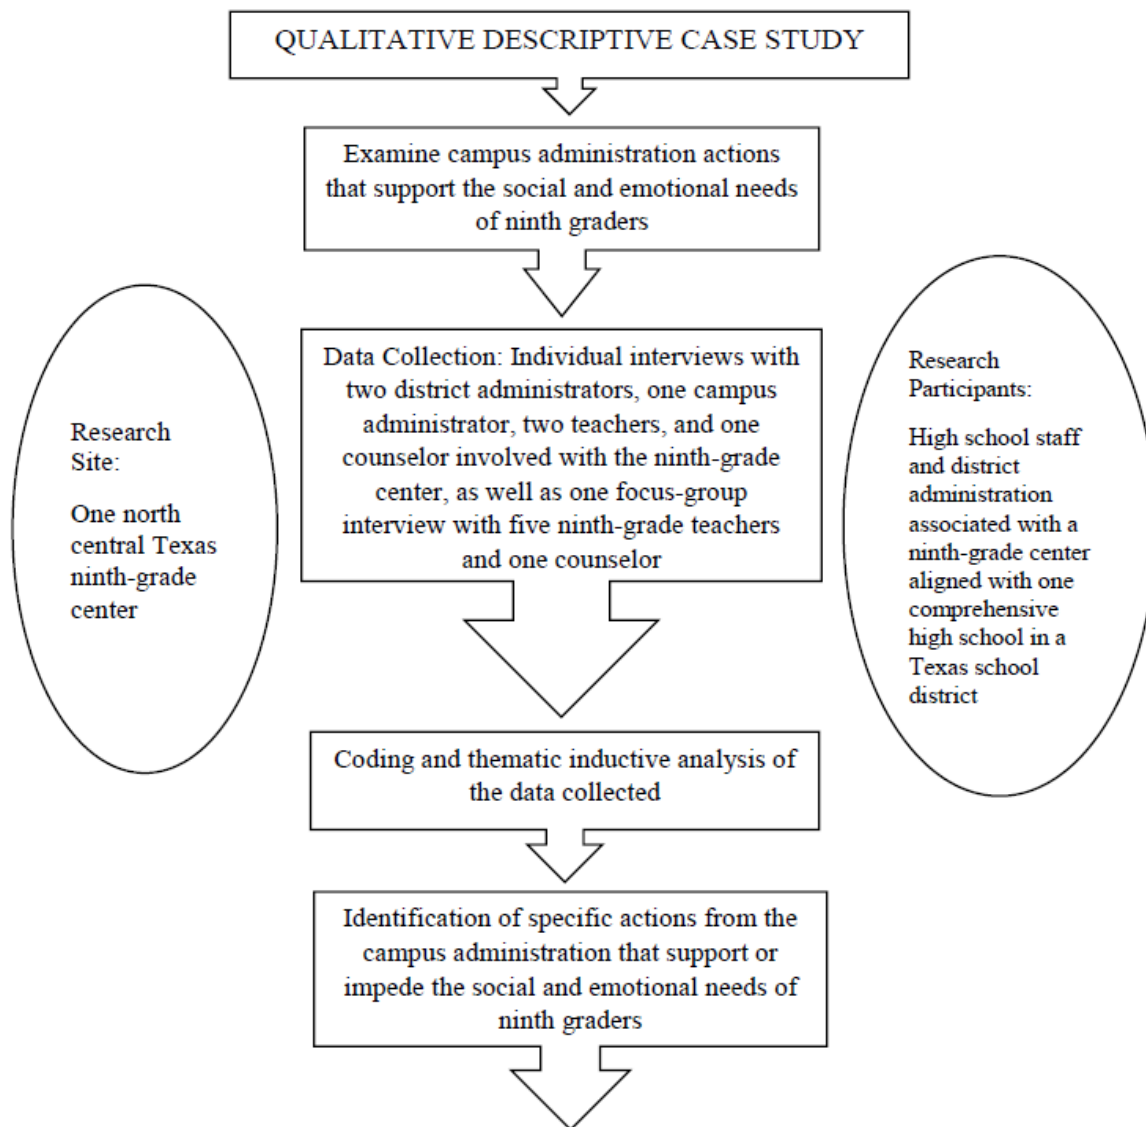 QUALITATIVE DESCRIPTIVE CASE STUDY
Examine campus administration actions
that support the social and emotional needs
of ninth graders
Research
Site:
One north
central Texas
ninth-grade
center
Data Collection: Individual interviews with
two district administrators, one campus
administrator, two teachers, and one
counselor involved with the ninth-grade
center, as well as one focus-group
interview with five ninth-grade teachers
and one counselor
Research
Participants:
High school staff
and district
administration
associated with a
ninth-grade center
aligned with one
comprehensive
high school in a
Texas school
district
Coding and thematic inductive analysis of
the data collected
Identification of specific actions from the
campus administration that support or
impede the social and emotional needs of
ninth graders